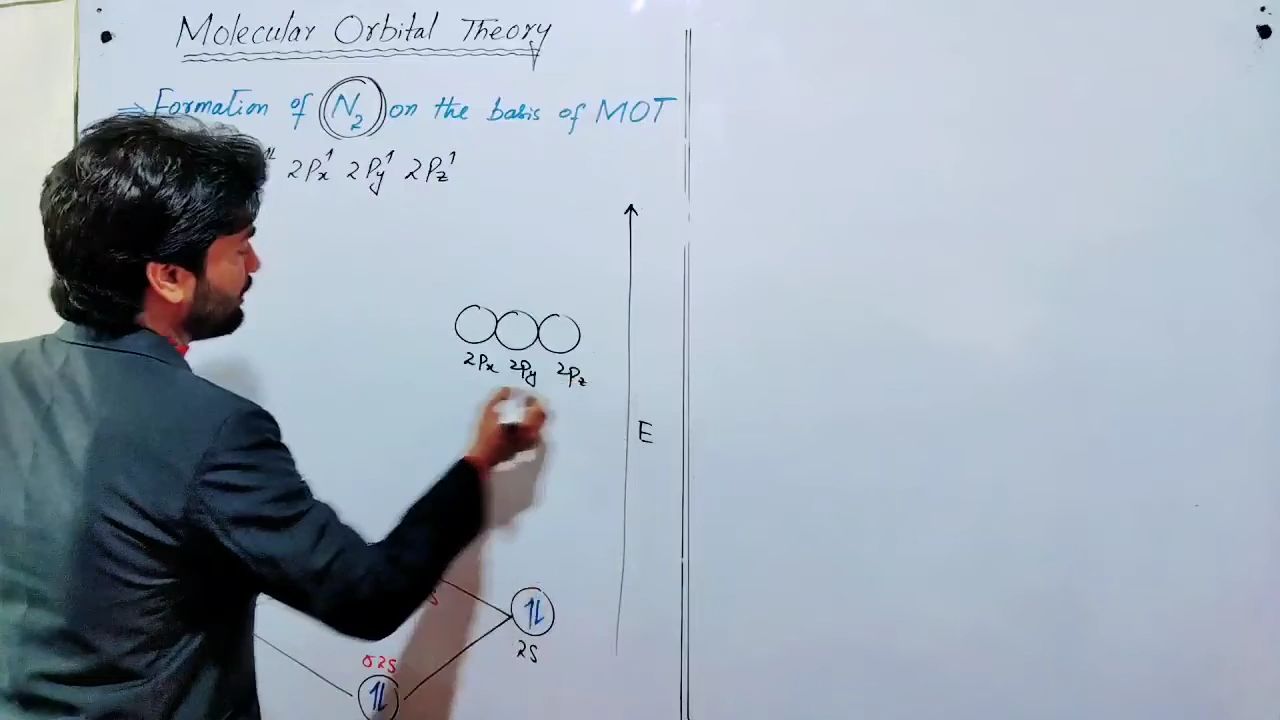 Molecular Orbital Theory
⇒ Formation of N₂ on the basis of MOT
2Px¹ 2Py¹ 2Pz¹
2Px 2Py 2Pz
E
2S
σ2S